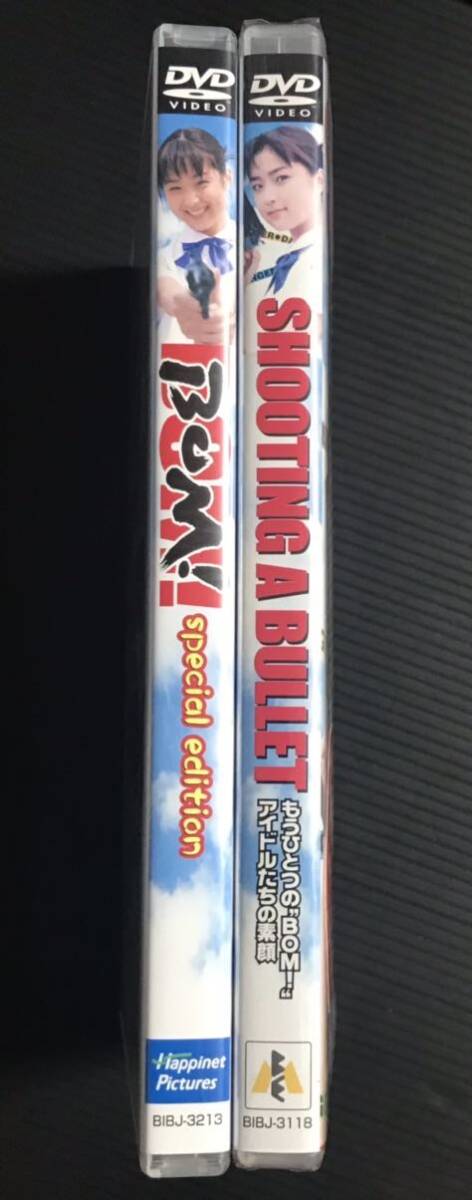 DVD
VIDEO
BOM!
special edition
Happinet
Pictures
BIBJ-3213
DVD
VIDEO
SHOOTING A BULLET
もうひとつの"BOM!"
アイドルたちの素顔
MV
BIBJ-3118